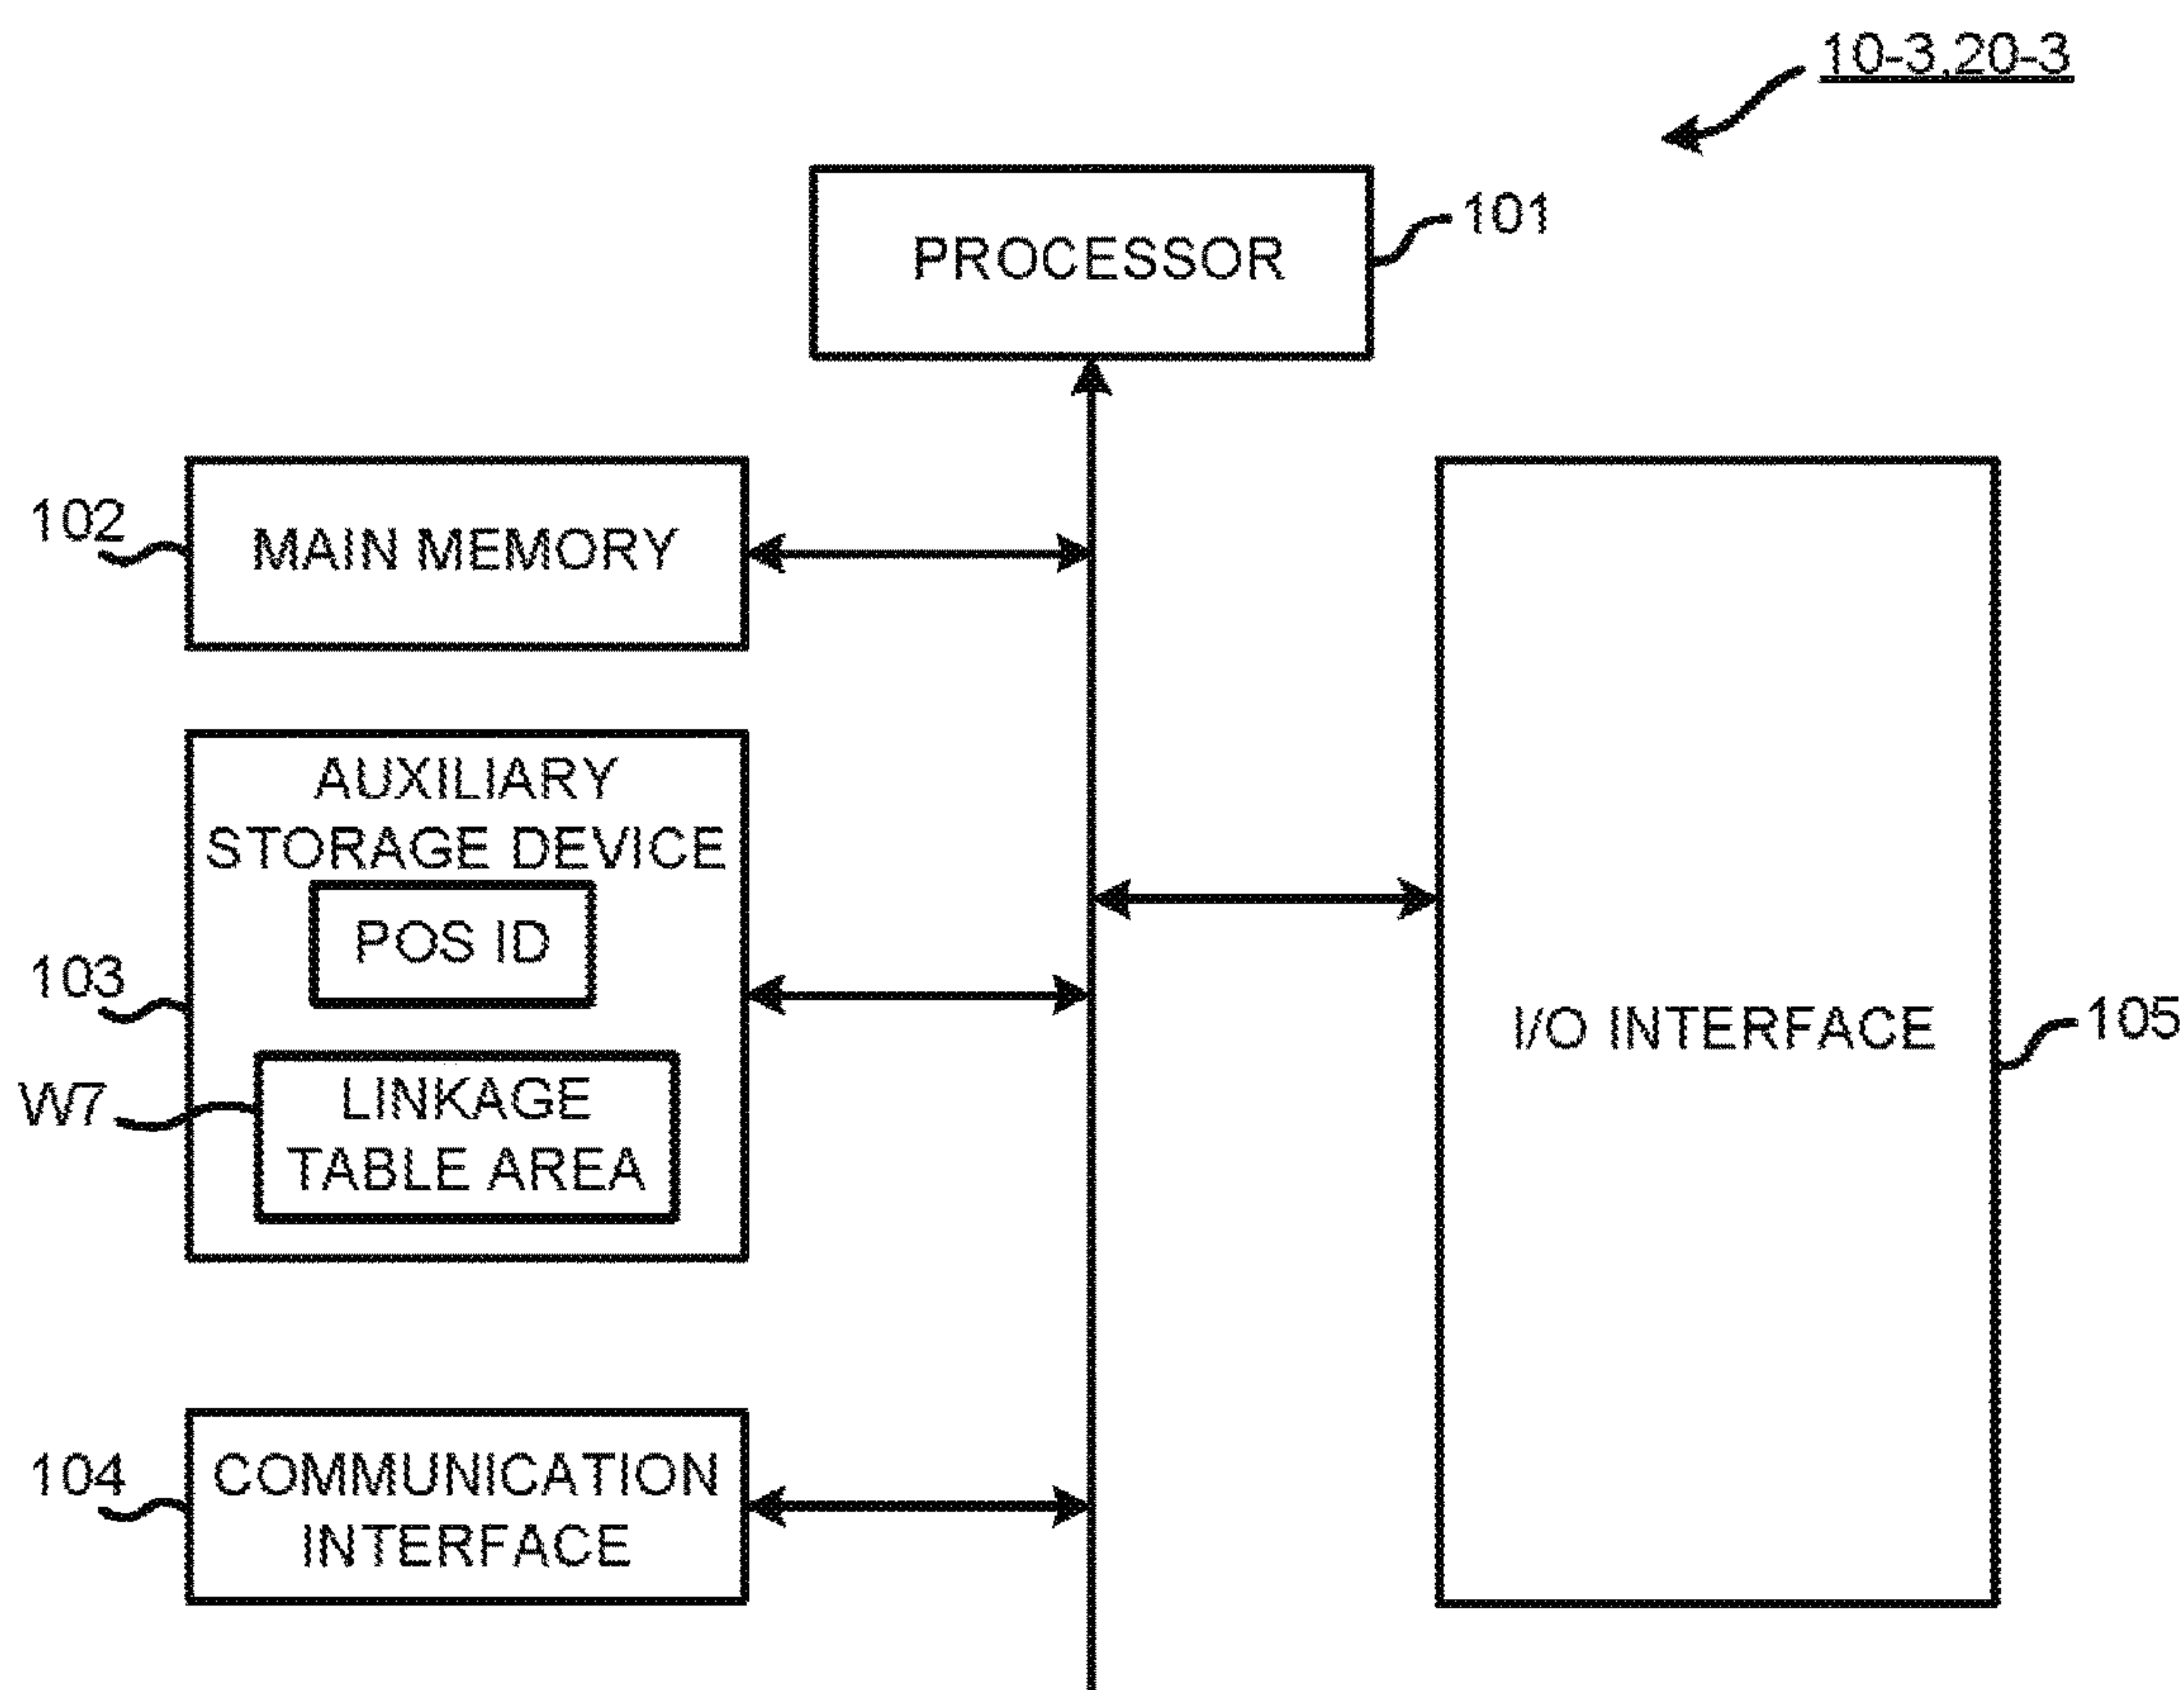 10-3,20-3
PROCESSOR
101
102
MAIN MEMORY
AUXILIARY
STORAGE DEVICE
POS ID
103
I/O INTERFACE
105
W7
LINKAGE
TABLE AREA
104
COMMUNICATION
INTERFACE